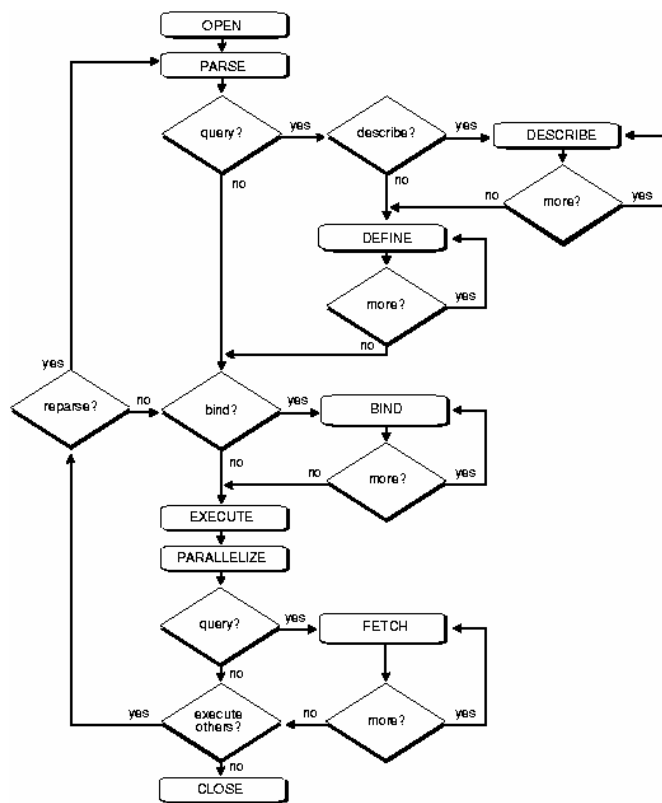 OPEN
PARSE
query?
yes
describe?
yes
DESCRIBE
no
no
no
more?
yes
DEFINE
more?
yes
no
yes
reparse?
no
bind?
yes
BIND
no
no
more?
yes
EXECUTE
PARALLELIZE
query?
yes
FETCH
no
yes
execute
others?
no
more?
yes
no
CLOSE